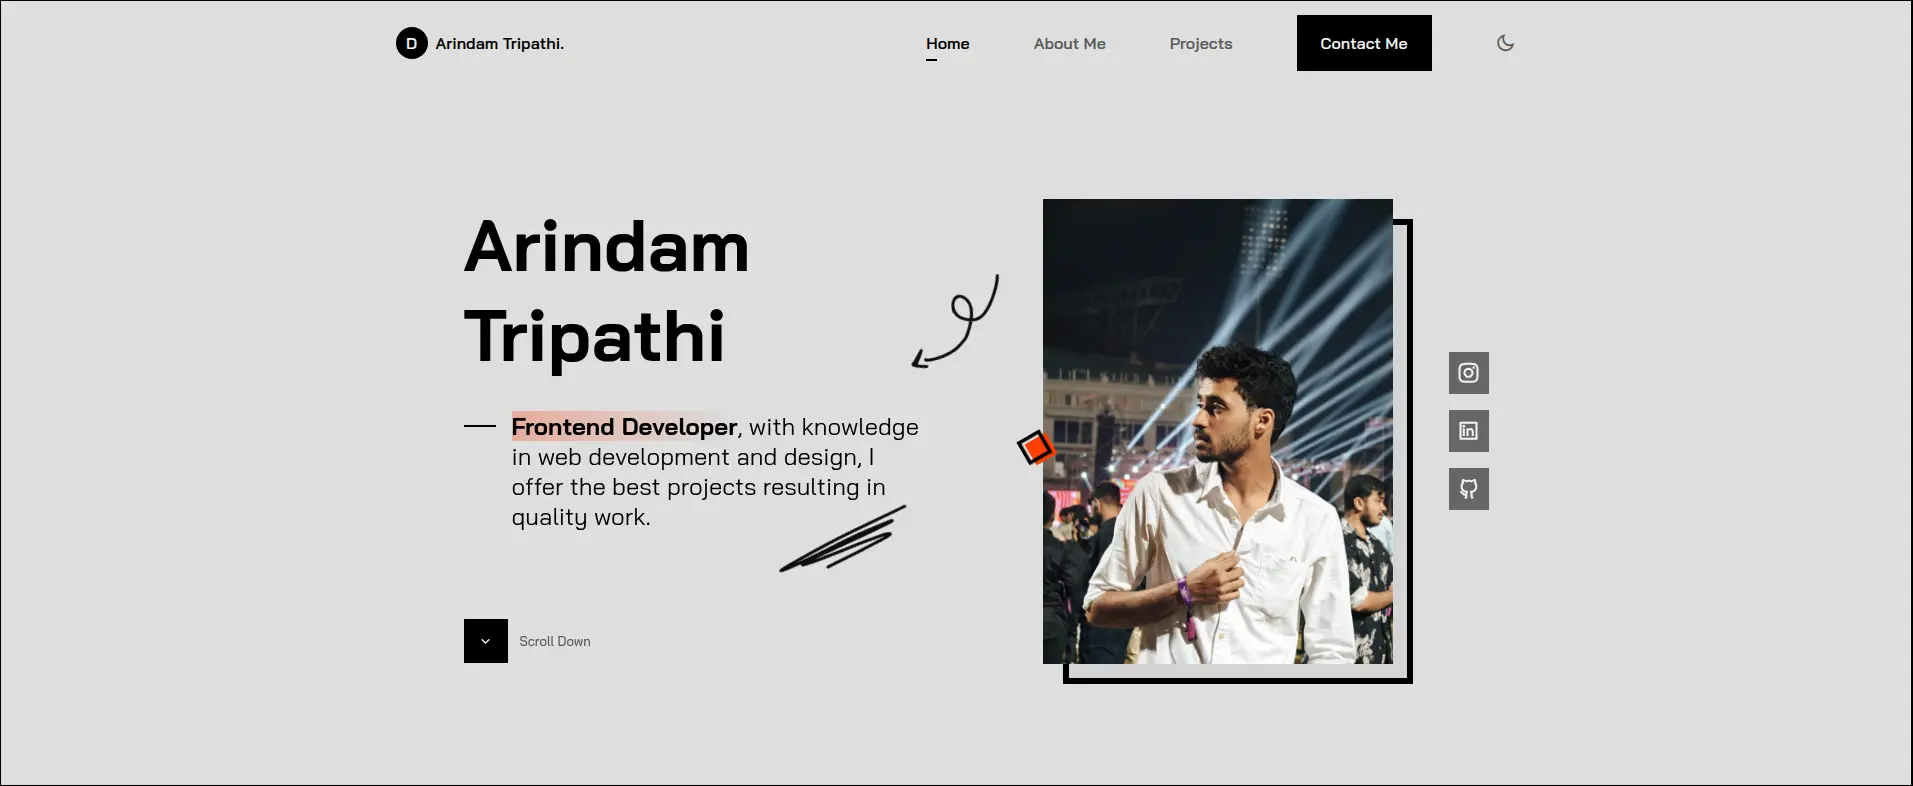 D Arindam Tripathi.
Home About Me Projects Contact Me
Arindam
Tripathi
Frontend Developer, with knowledge
in web development and design, I
offer the best projects resulting in
quality work.
Scroll Down